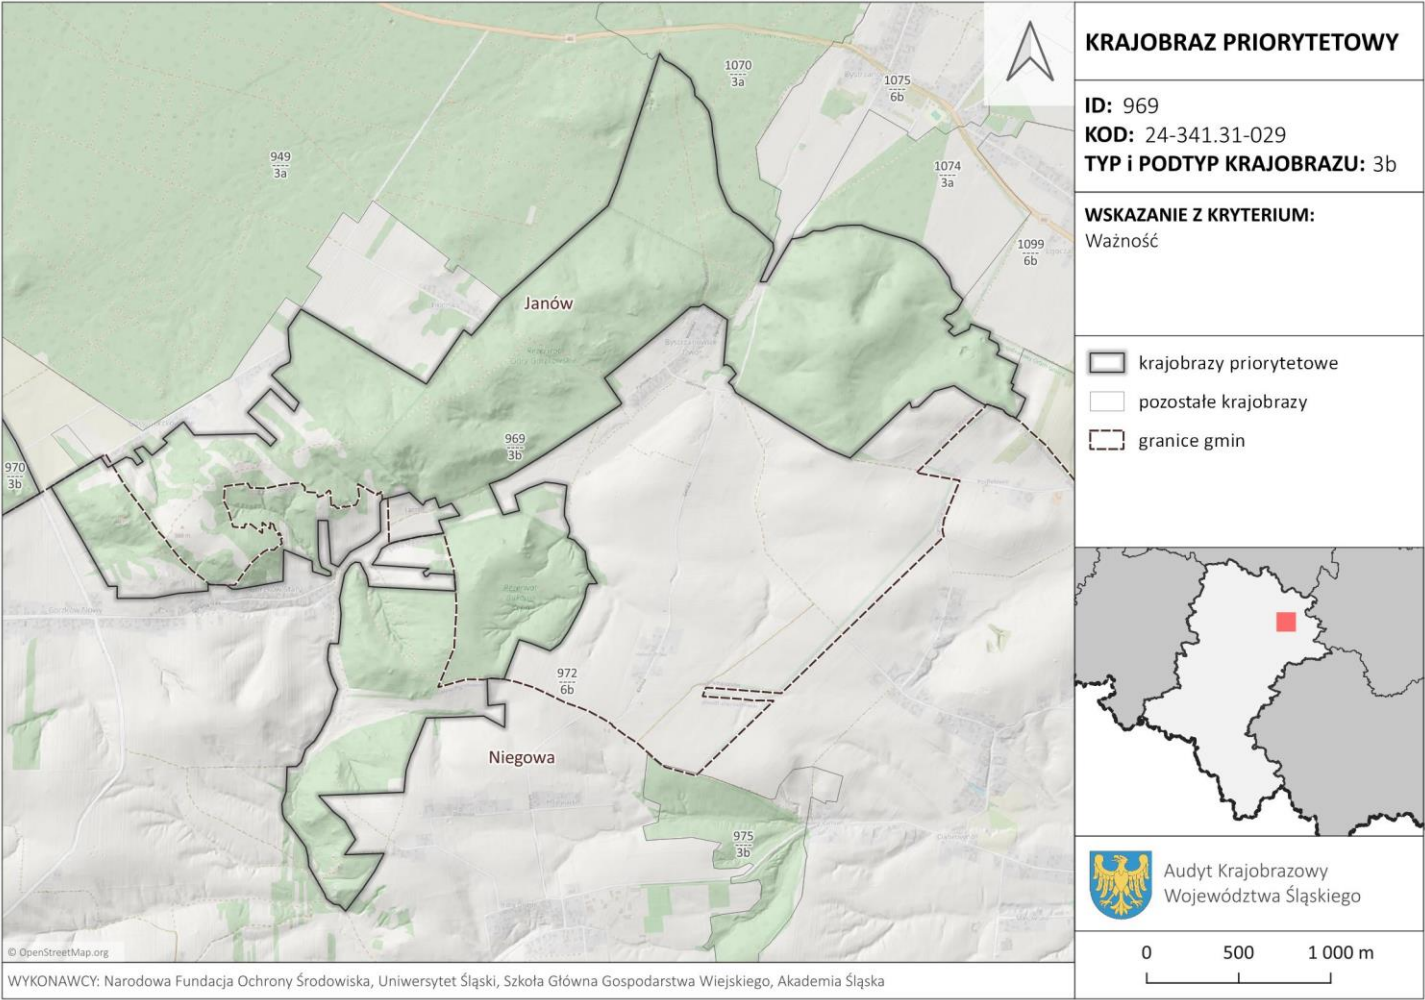 KRAJOBRAZ PRIORYTETOWY
ID: 969
KOD: 24-341.31-029
TYP i PODTYP KRAJOBRAZU: 3b
WSKAZANIE Z KRYTERIUM:
Ważność
krajobrazy priorytetowe
pozostałe krajobrazy
granice gmin
Audyt Krajobrazowy
Województwa Śląskiego
0 500 1 000 m
1070
3a
1075
6b
949
3a
1074
3a
1099
6b
Janów
969
3b
970
3b
972
6b
Niegowa
975
3b
© OpenStreetMap.org
WYKONAWCY: Narodowa Fundacja Ochrony Środowiska, Uniwersytet Śląski, Szkoła Główna Gospodarstwa Wiejskiego, Akademia Śląska